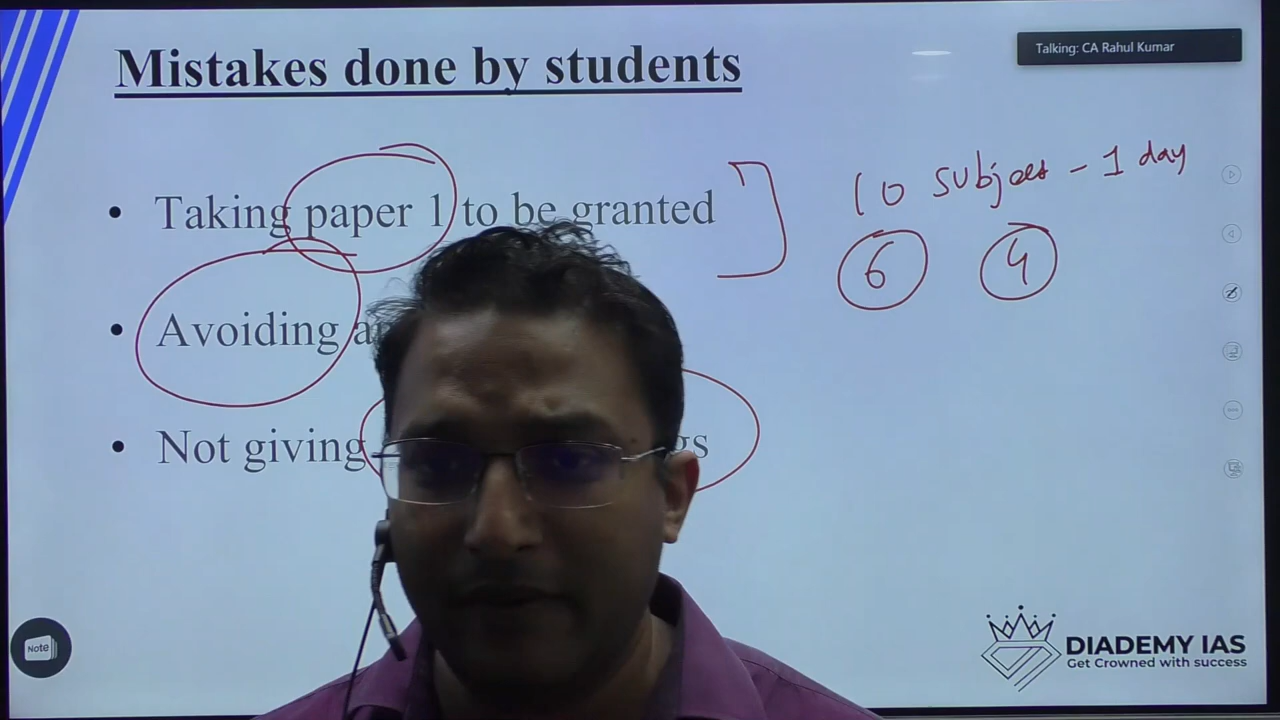 Mistakes done by students
Talking: CA Rahul Kumar
• Taking paper 1 to be granted
10 subject - 1 day
6 4
• Avoiding
• Not giving
Note
DIADEMY IAS
Get Crowned with success